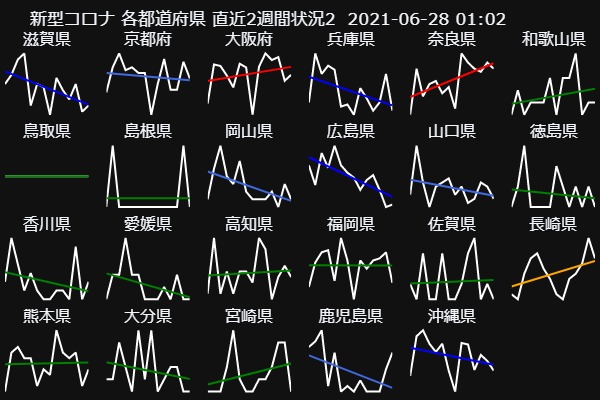 新型コロナ 各都道府県 直近2週間状況2 2021-06-28 01:02
滋賀県 京都府 大阪府 兵庫県 奈良県 和歌山県
鳥取県 島根県 岡山県 広島県 山口県 徳島県
香川県 愛媛県 高知県 福岡県 佐賀県 長崎県
熊本県 大分県 宮崎県 鹿児島県 沖縄県